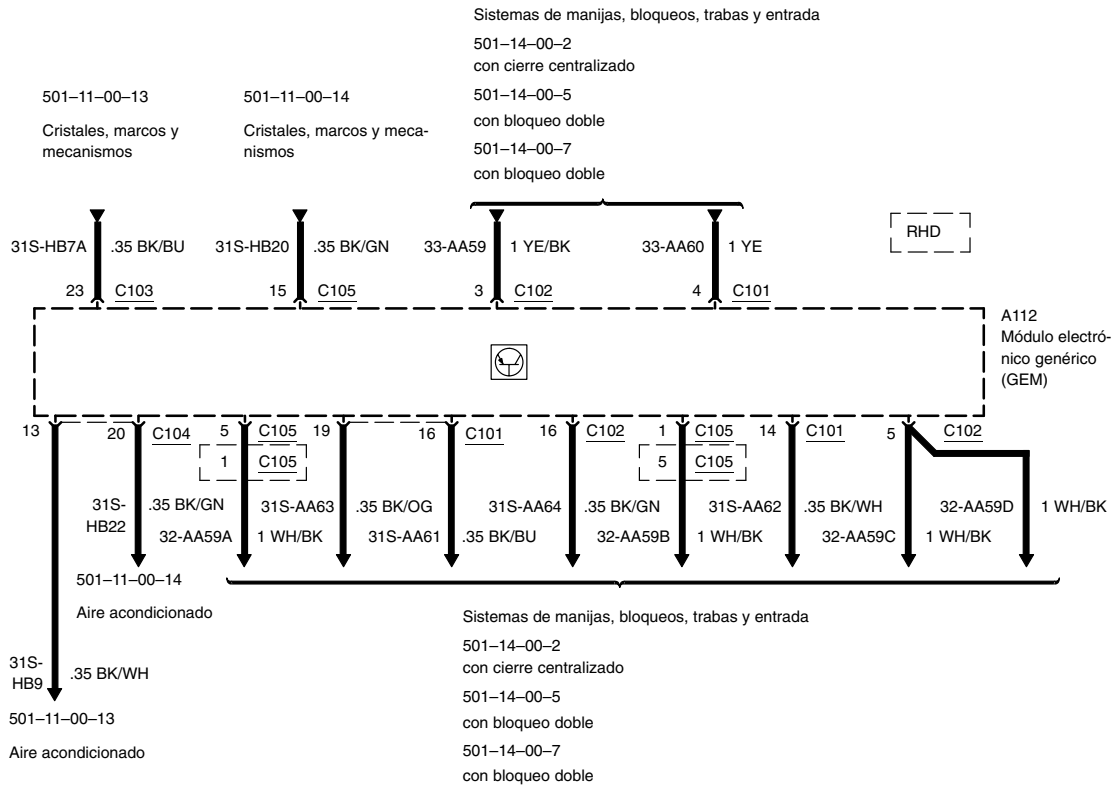 Sistemas de manijas, bloqueos, trabas y entrada
501–14–00–2
con cierre centralizado
501–14–00–5
con bloqueo doble
501–14–00–7
con bloqueo doble
501–11–00–13
Cristales, marcos y
mecanismos
501–11–00–14
Cristales, marcos y meca-
nismos
RHD
31S-HB7A .35 BK/BU
31S-HB20 .35 BK/GN
33-AA59 1 YE/BK
33-AA60 1 YE
23 C103
15 C105
3 C102
4 C101
A112
Módulo electró-
nico genérico
(GEM)
13
20 C104
5 C105
19
16 C101
16 C102
1 C105
14 C101
5 C102
1 C105
5 C105
31S-
HB22
.35 BK/GN
31S-AA63 .35 BK/OG
31S-AA64 .35 BK/GN
31S-AA62 .35 BK/WH
32-AA59D 1 WH/BK
32-AA59A 1 WH/BK
31S-AA61 .35 BK/BU
32-AA59B 1 WH/BK
32-AA59C 1 WH/BK
501–11–00–14
Aire acondicionado
31S-
HB9
.35 BK/WH
501–11–00–13
Aire acondicionado
Sistemas de manijas, bloqueos, trabas y entrada
501–14–00–2
con cierre centralizado
501–14–00–5
con bloqueo doble
501–14–00–7
con bloqueo doble